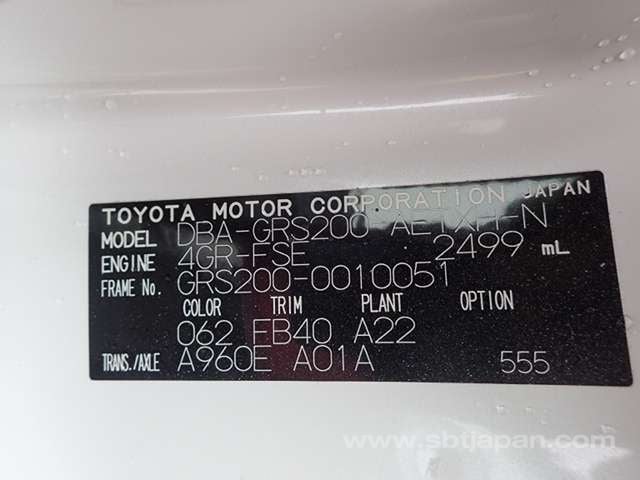 TOYOTA MOTOR CORPORATION JAPAN
MODEL DBA-GRS200 AETXH-N
ENGINE 4GR-FSE 2499 mL
FRAME No. GRS200-0010051
COLOR TRIM PLANT OPTION
062 FB40 A22
TRANS./AXLE A960E A01A 555
www.sbtjapan.com